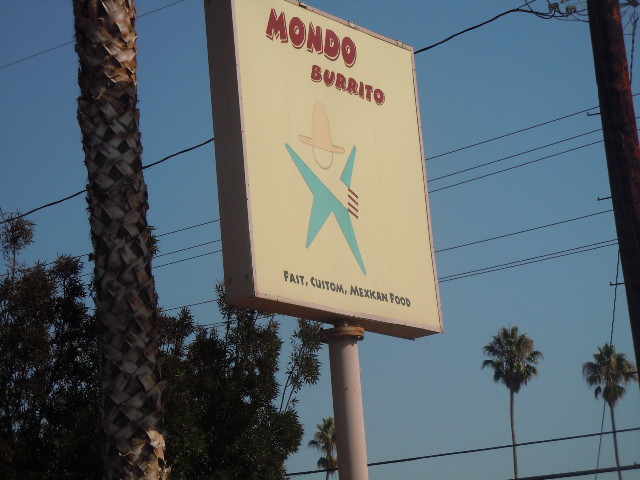 MONDO
BURRITO
FAST, CUSTOM, MEXICAN FOOD